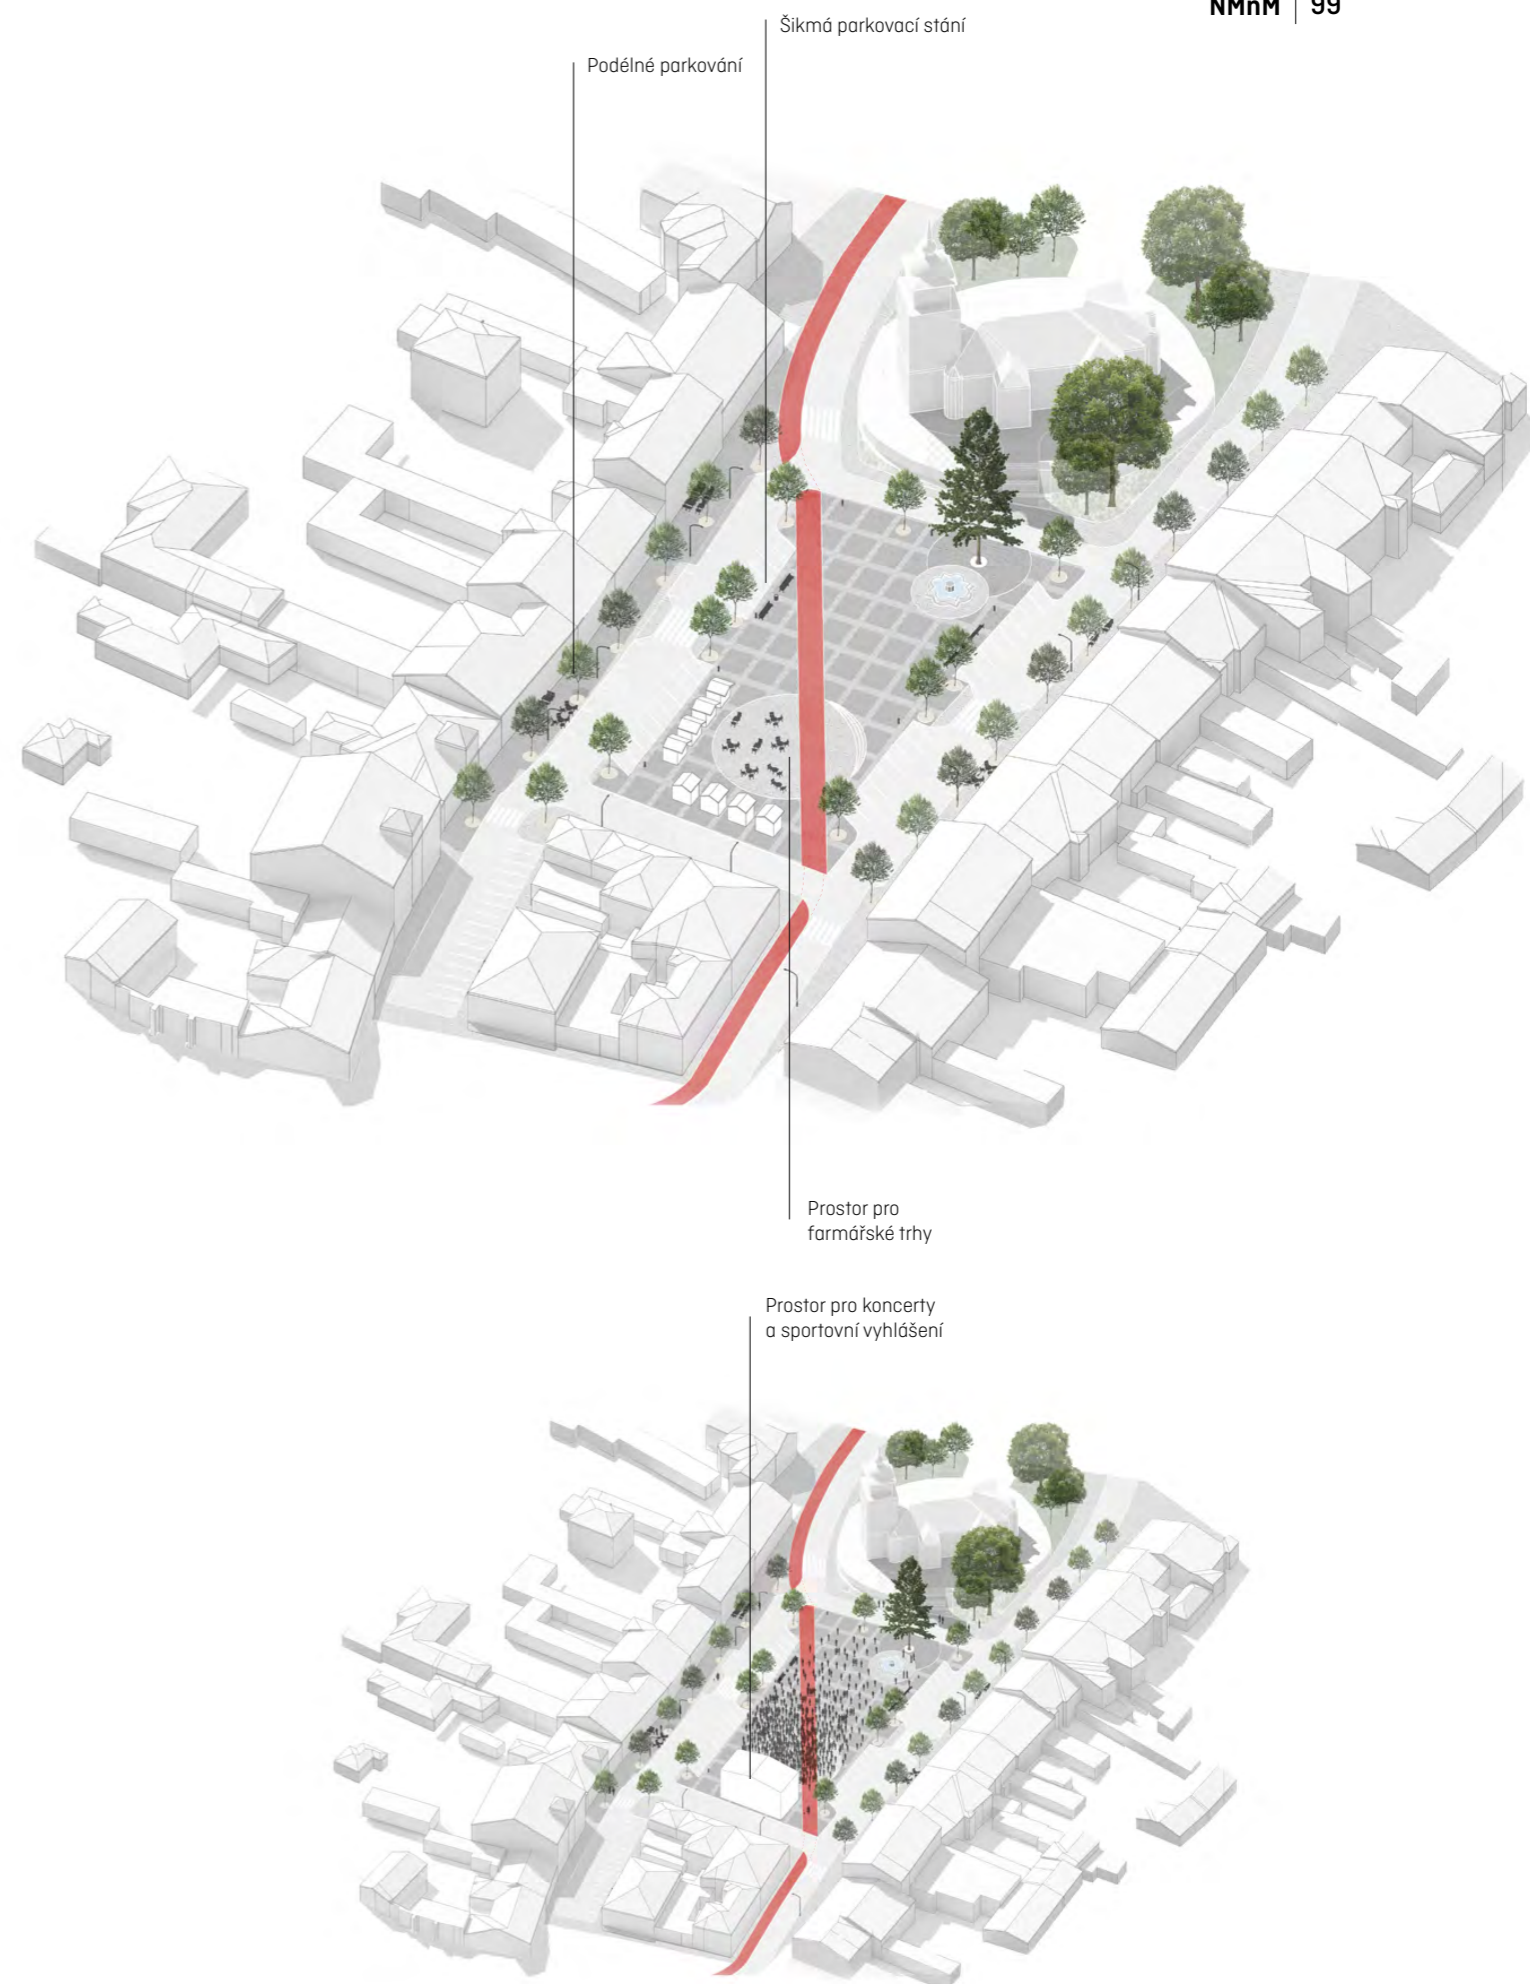 NMnM | 99
Šikmá parkovací stání
Podélné parkování
Prostor pro
farmářské trhy
Prostor pro koncerty
a sportovní vyhlášení